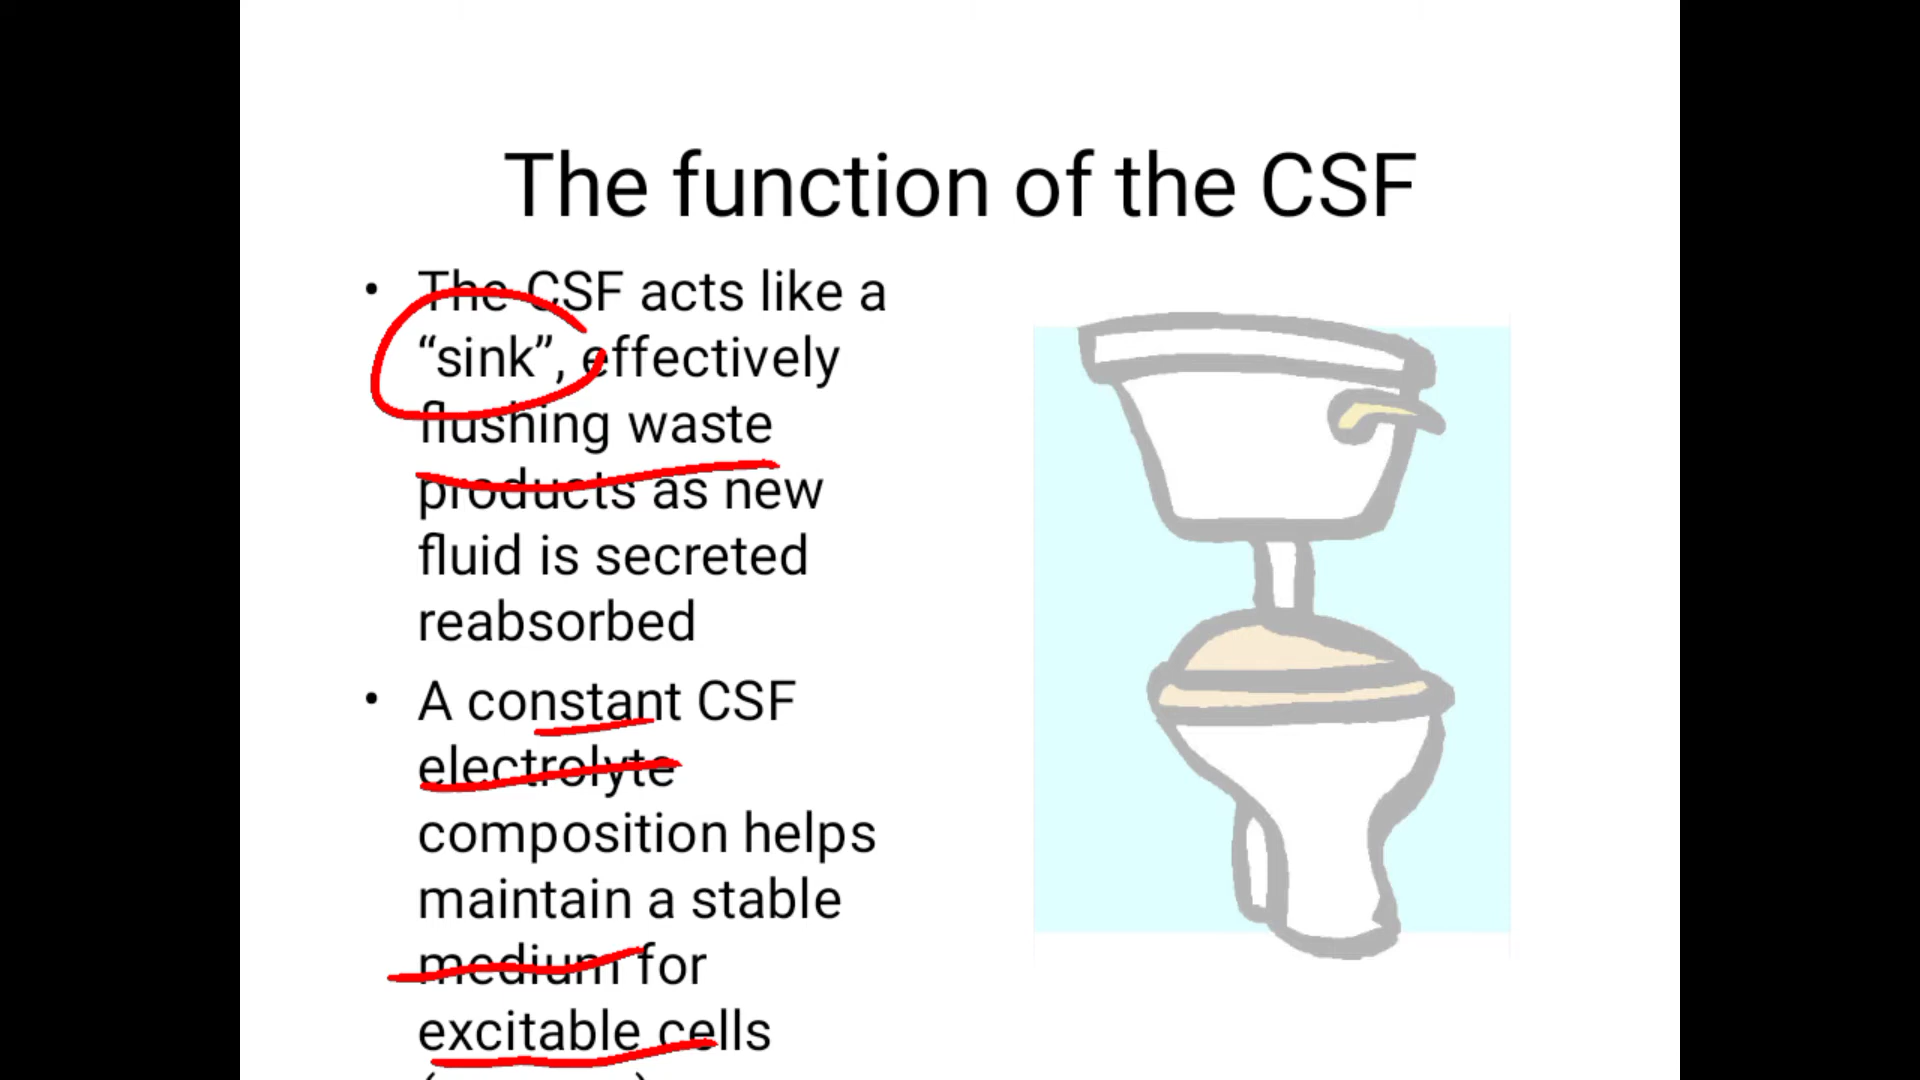 The function of the CSF
• The CSF acts like a
“sink”, effectively
flushing waste
products as new
fluid is secreted
reabsorbed
• A constant CSF
electrolyte
composition helps
maintain a stable
medium for
excitable cells